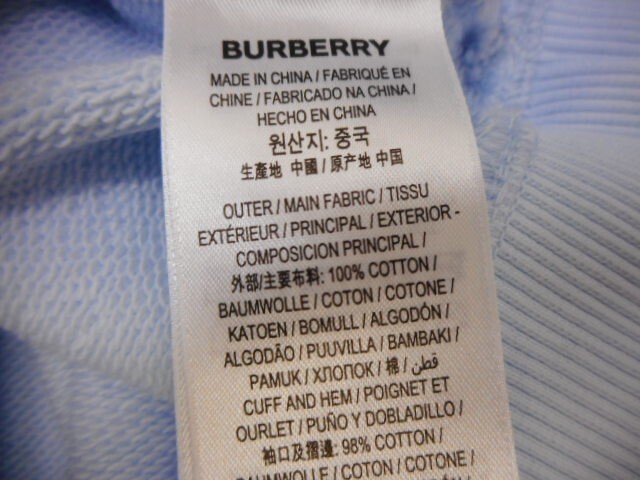 BURBERRY
MADE IN CHINA / FABRIQUÉ EN
CHINE / FABRICADO NA CHINA /
HECHO EN CHINA
원산지: 중국
生產地 中國 / 原产地 中国
OUTER / MAIN FABRIC / TISSU
EXTÉRIEUR / PRINCIPAL / EXTERIOR -
COMPOSICION PRINCIPAL /
外部/主要布料: 100% COTTON /
BAUMWOLLE / COTON / COTONE /
KATOEN / BOMULL / ALGODÓN /
ALGODÃO / PUUVILLA / BAMBAKI /
PAMUK / ХЛОПОК / 棉 / قطن /
CUFF AND HEM / POIGNET ET
OURLET / PUÑO Y DOBLADILLO /
袖口及摺邊: 98% COTTON /
BAUMWOLLE / COTON / COTONE /